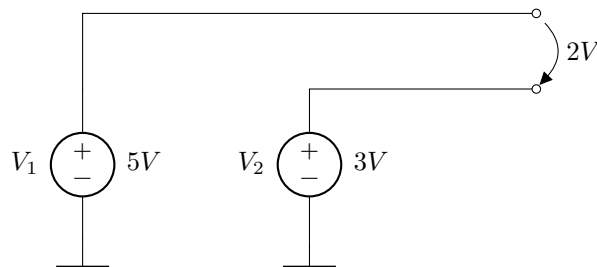 2V
V₁ + − 5V
V₂ + − 3V